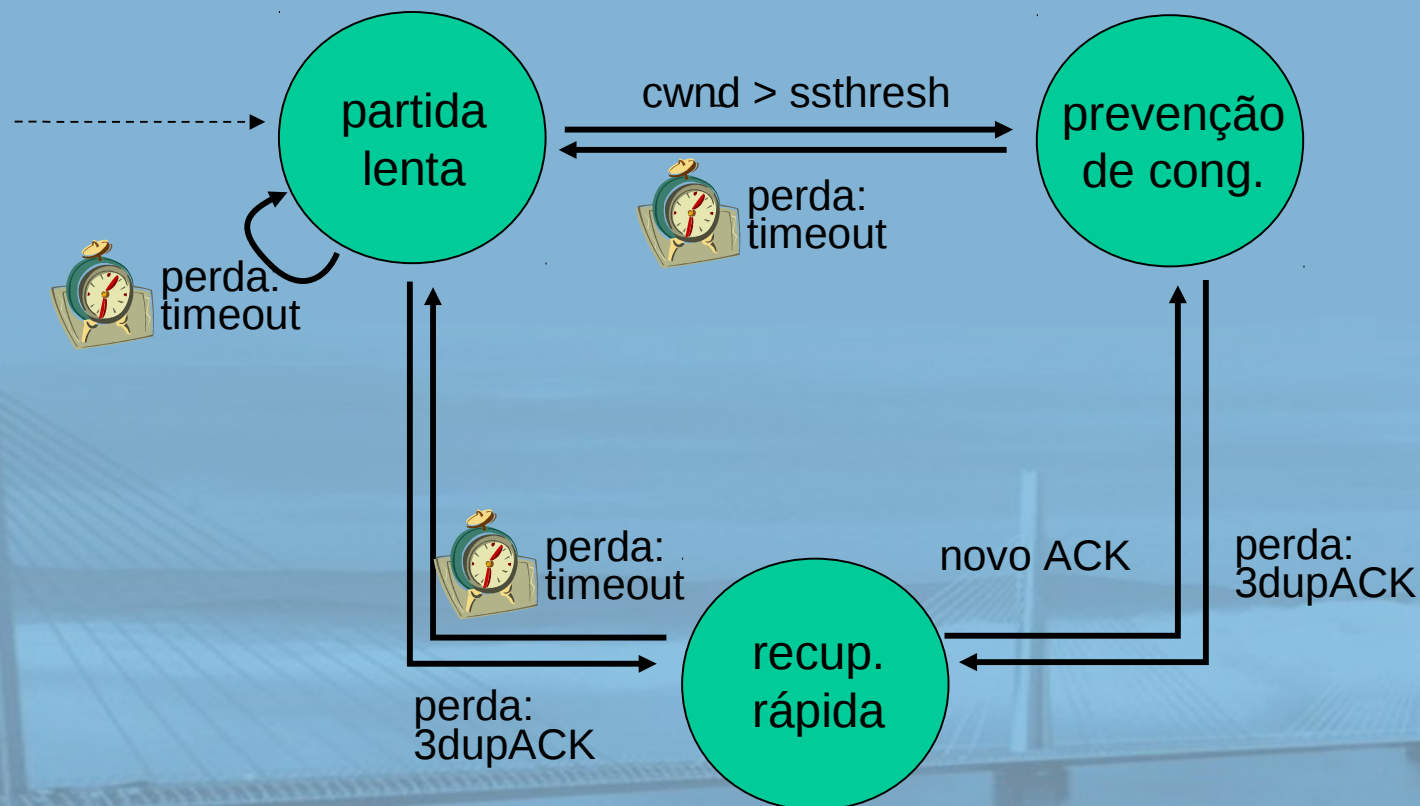 partida
lenta
cwnd > ssthresh
prevenção
de cong.
perda:
timeout
perda:
timeout
perda:
timeout
novo ACK
perda:
3dupACK
recup.
rápida
perda:
3dupACK